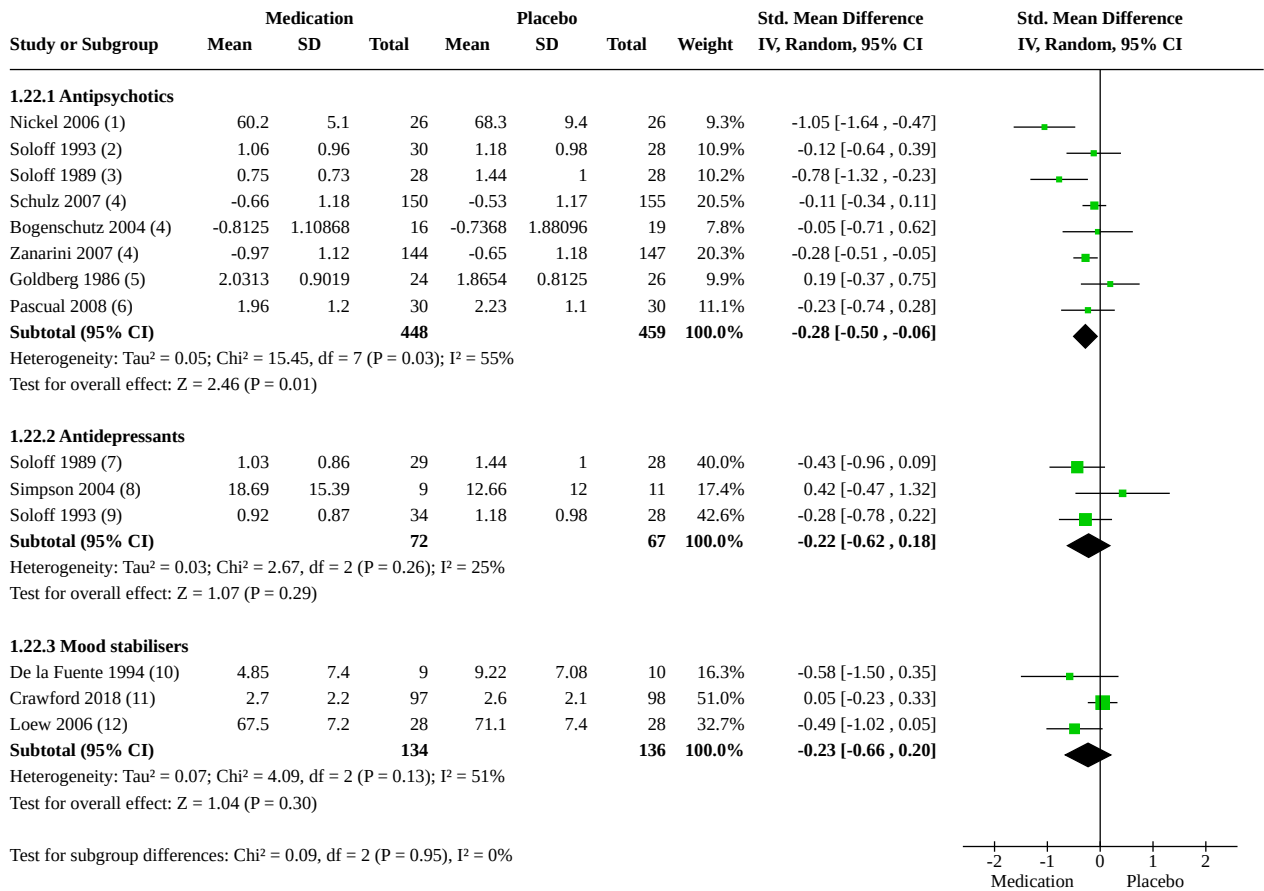 Medication Placebo Std. Mean Difference Std. Mean Difference
Study or Subgroup Mean SD Total Mean SD Total Weight IV, Random, 95% CI IV, Random, 95% CI
1.22.1 Antipsychotics
Nickel 2006 (1) 60.2 5.1 26 68.3 9.4 26 9.3% -1.05 [-1.64 , -0.47]
Soloff 1993 (2) 1.06 0.96 30 1.18 0.98 28 10.9% -0.12 [-0.64 , 0.39]
Soloff 1989 (3) 0.75 0.73 28 1.44 1 28 10.2% -0.78 [-1.32 , -0.23]
Schulz 2007 (4) -0.66 1.18 150 -0.53 1.17 155 20.5% -0.11 [-0.34 , 0.11]
Bogenschutz 2004 (4) -0.8125 1.10868 16 -0.7368 1.88096 19 7.8% -0.05 [-0.71 , 0.62]
Zanarini 2007 (4) -0.97 1.12 144 -0.65 1.18 147 20.3% -0.28 [-0.51 , -0.05]
Goldberg 1986 (5) 2.0313 0.9019 24 1.8654 0.8125 26 9.9% 0.19 [-0.37 , 0.75]
Pascual 2008 (6) 1.96 1.2 30 2.23 1.1 30 11.1% -0.23 [-0.74 , 0.28]
Subtotal (95% CI) 448 459 100.0% -0.28 [-0.50 , -0.06]
Heterogeneity: Tau² = 0.05; Chi² = 15.45, df = 7 (P = 0.03); I² = 55%
Test for overall effect: Z = 2.46 (P = 0.01)
1.22.2 Antidepressants
Soloff 1989 (7) 1.03 0.86 29 1.44 1 28 40.0% -0.43 [-0.96 , 0.09]
Simpson 2004 (8) 18.69 15.39 9 12.66 12 11 17.4% 0.42 [-0.47 , 1.32]
Soloff 1993 (9) 0.92 0.87 34 1.18 0.98 28 42.6% -0.28 [-0.78 , 0.22]
Subtotal (95% CI) 72 67 100.0% -0.22 [-0.62 , 0.18]
Heterogeneity: Tau² = 0.03; Chi² = 2.67, df = 2 (P = 0.26); I² = 25%
Test for overall effect: Z = 1.07 (P = 0.29)
1.22.3 Mood stabilisers
De la Fuente 1994 (10) 4.85 7.4 9 9.22 7.08 10 16.3% -0.58 [-1.50 , 0.35]
Crawford 2018 (11) 2.7 2.2 97 2.6 2.1 98 51.0% 0.05 [-0.23 , 0.33]
Loew 2006 (12) 67.5 7.2 28 71.1 7.4 28 32.7% -0.49 [-1.02 , 0.05]
Subtotal (95% CI) 134 136 100.0% -0.23 [-0.66 , 0.20]
Heterogeneity: Tau² = 0.07; Chi² = 4.09, df = 2 (P = 0.13); I² = 51%
Test for overall effect: Z = 1.04 (P = 0.30)
Test for subgroup differences: Chi² = 0.09, df = 2 (P = 0.95), I² = 0%
-2 -1 0 1 2
Medication Placebo